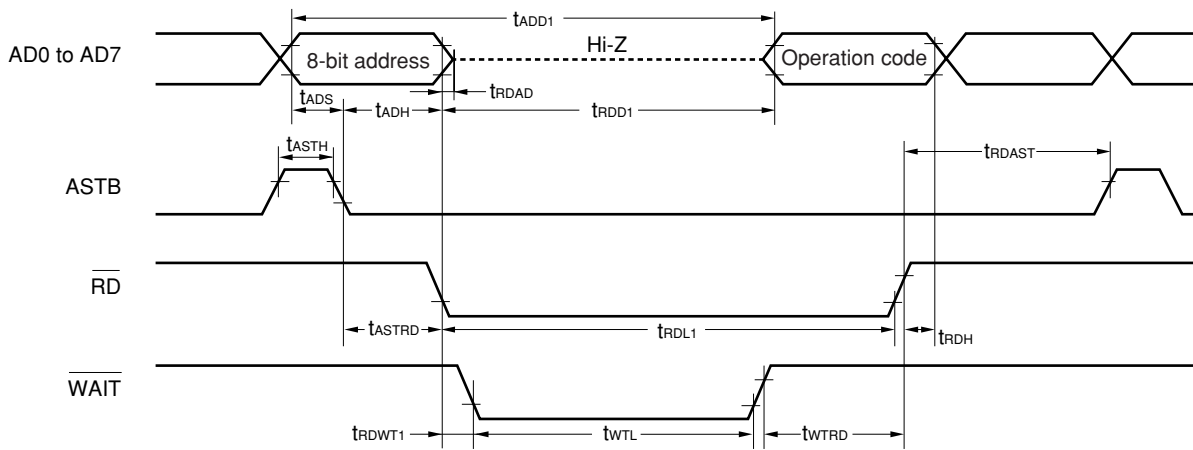 tADD1
AD0 to AD7
8-bit address
Hi-Z
Operation code
tRDAD
tADS
tADH
tRDD1
tASTH
tRDAST
ASTB
RD
tASTRD
tRDL1
tRDH
WAIT
tRDWT1
tWTL
tWTRD